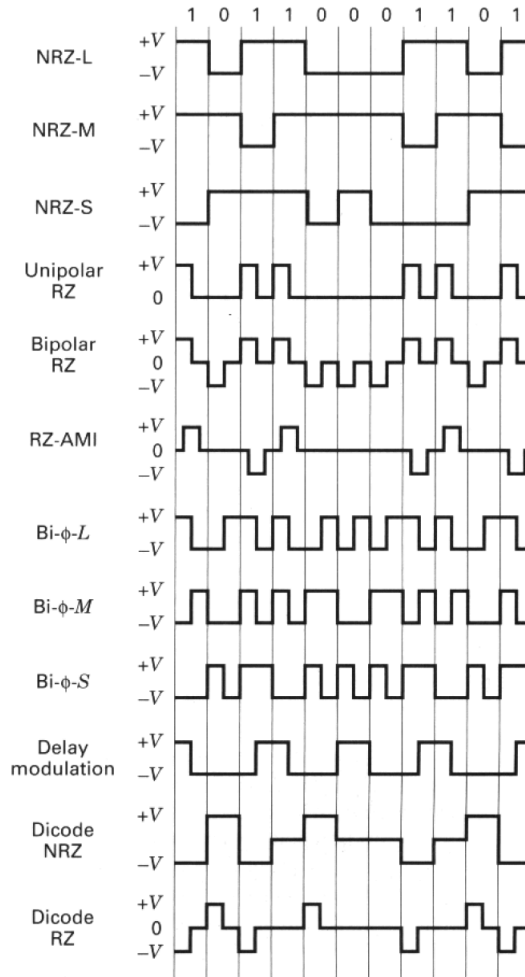 1 0 1 1 0 0 0 1 1 0 1
NRZ-L
+V
−V
NRZ-M
+V
−V
NRZ-S
+V
−V
Unipolar
RZ
+V
0
Bipolar
RZ
+V
0
−V
RZ-AMI
+V
0
−V
Bi-ϕ-L
+V
−V
Bi-ϕ-M
+V
−V
Bi-ϕ-S
+V
−V
Delay
modulation
+V
−V
Dicode
NRZ
+V
−V
Dicode
RZ
+V
0
−V